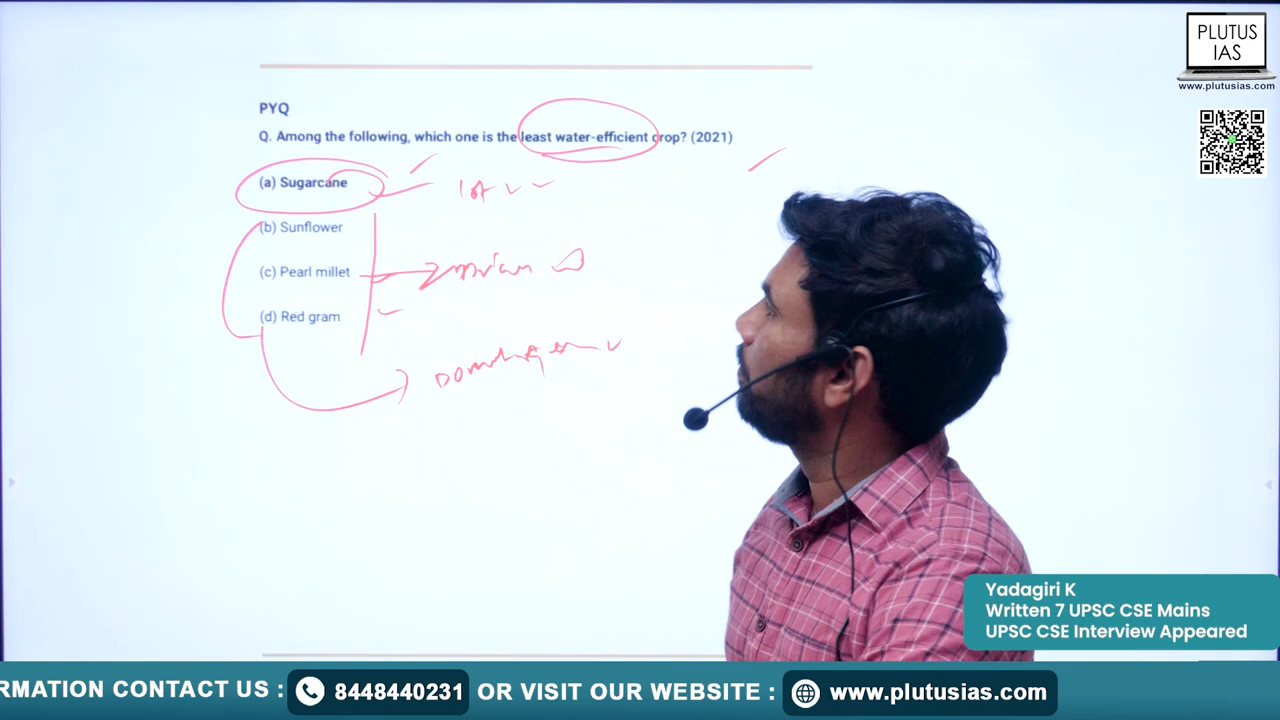 PLUTUS
IAS
www.plutusias.com
PYQ
Q. Among the following, which one is the least water-efficient crop? (2021)
(a) Sugarcane
(b) Sunflower
(c) Pearl millet
(d) Red gram
Yadagiri K
Written 7 UPSC CSE Mains
UPSC CSE Interview Appeared
RMATION CONTACT US : 8448440231 OR VISIT OUR WEBSITE : www.plutusias.com